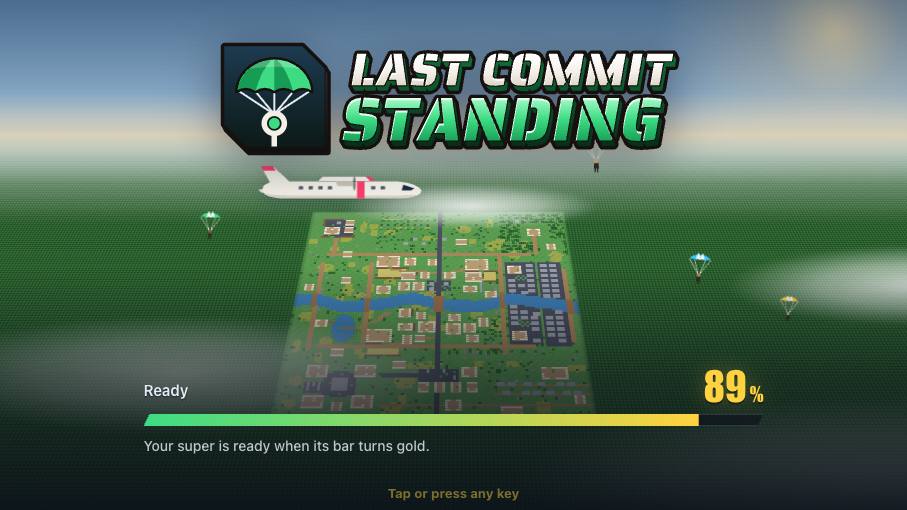 LAST COMMIT
STANDING
Ready
89%
Your super is ready when its bar turns gold.
Tap or press any key